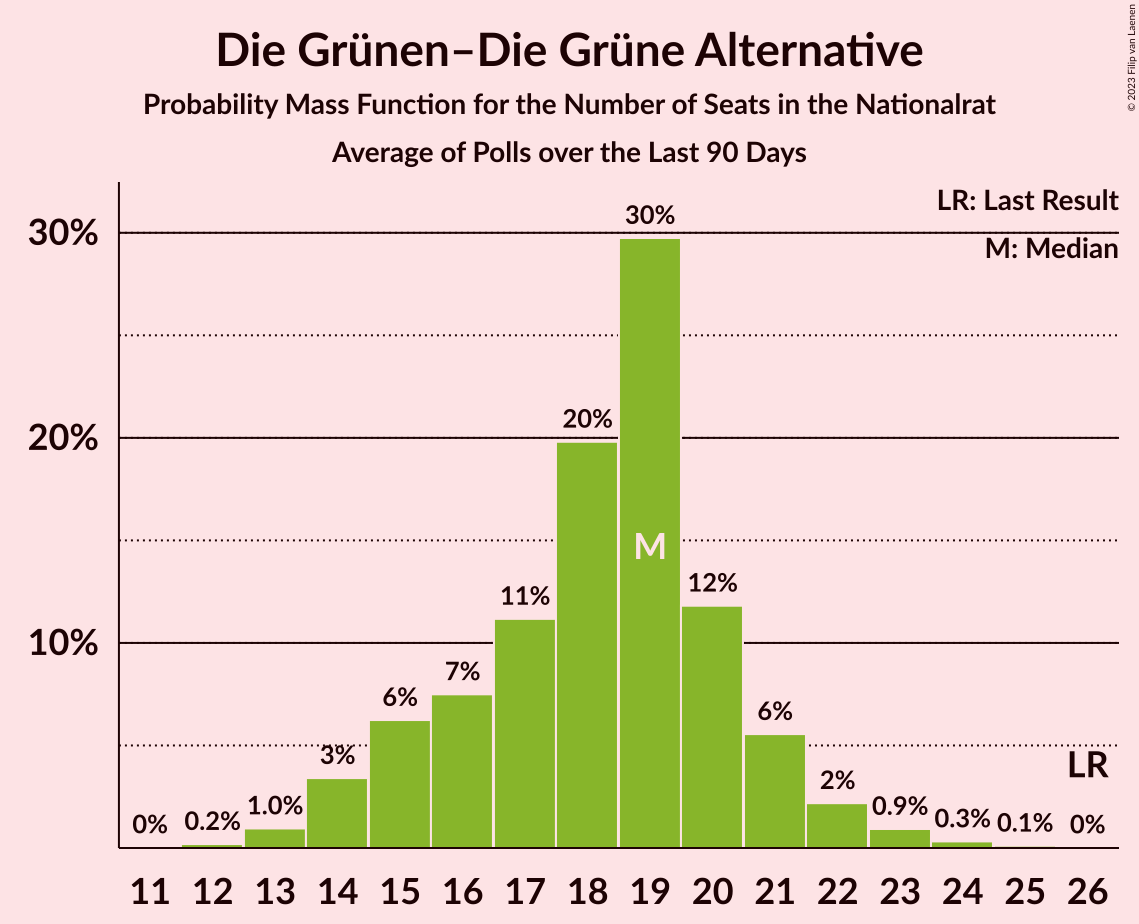 Die Grünen–Die Grüne Alternative
Probability Mass Function for the Number of Seats in the Nationalrat
Average of Polls over the Last 90 Days
© 2023 Filip van Laenen
LR: Last Result
M: Median
30%
20%
10%
0%
0.2%
1.0%
3%
6%
7%
11%
20%
30%
M
12%
6%
2%
0.9%
0.3%
0.1%
0%
LR
11 12 13 14 15 16 17 18 19 20 21 22 23 24 25 26